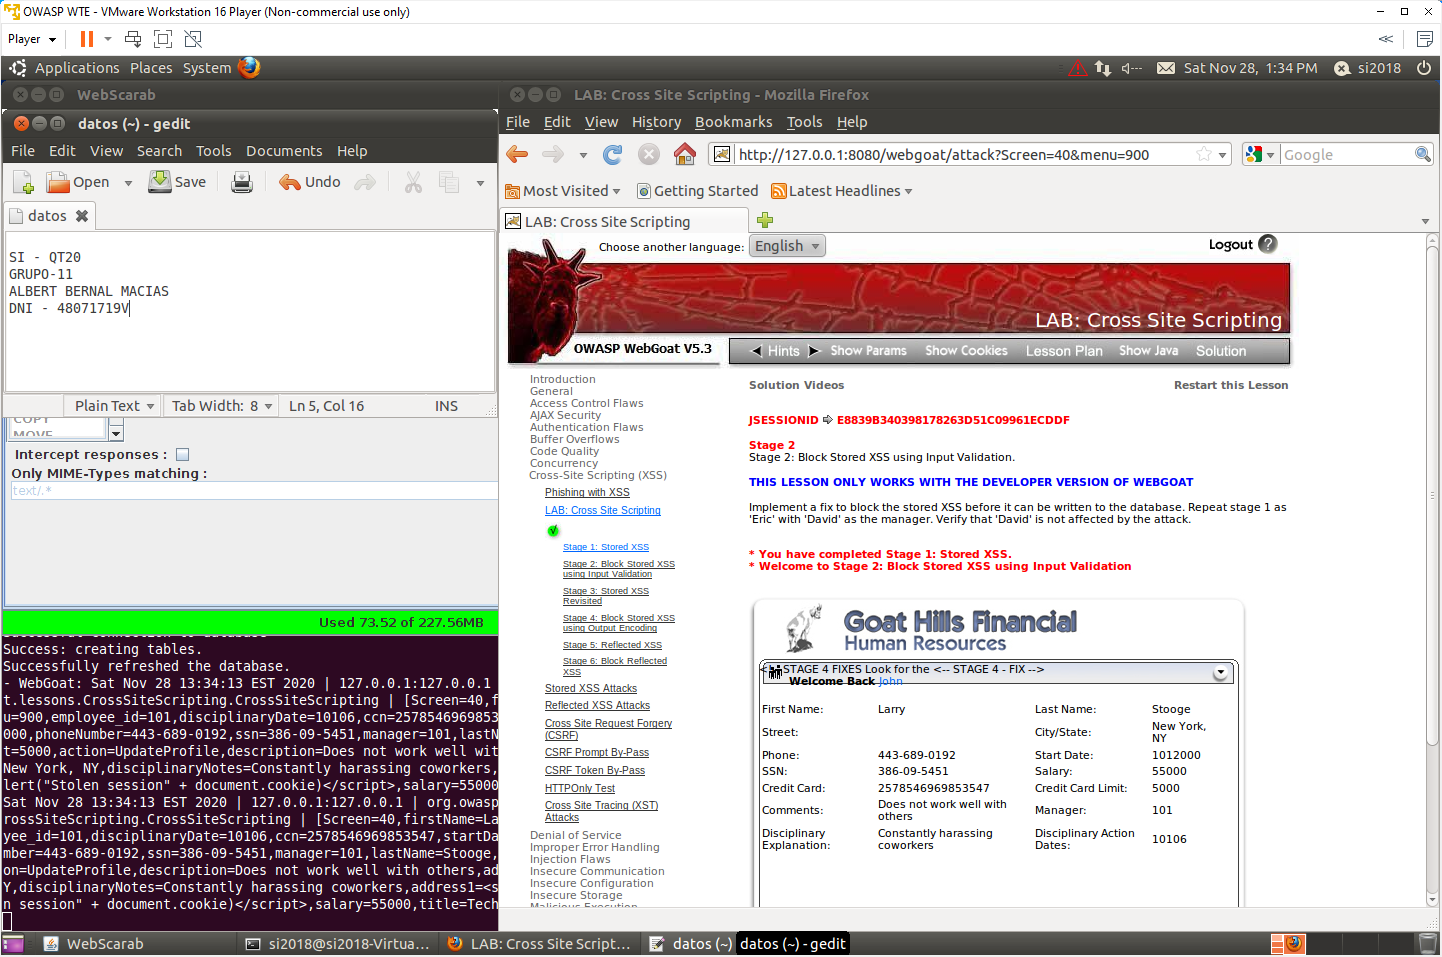 OWASP WTE - VMware Workstation 16 Player (Non-commercial use only)
Player
Applications Places System
Sat Nov 28, 1:34 PM si2018
WebScarab
datos (~) - gedit
File Edit View Search Tools Documents Help
Open Save Undo
datos
SI - QT20
GRUPO-11
ALBERT BERNAL MACIAS
DNI - 48071719V
Plain Text Tab Width: 8 Ln 5, Col 16 INS
COPY
MOVE
Intercept responses :
Only MIME-Types matching :
text/.*
Used 73.52 of 227.56MB
Successful connection to database
Success: creating tables.
Successfully refreshed the database.
- WebGoat: Sat Nov 28 13:34:13 EST 2020 | 127.0.0.1:127.0.0.1
t.lessons.CrossSiteScripting.CrossSiteScripting | [Screen=40,f
u=900,employee_id=101,disciplinaryDate=10106,ccn=2578546969853
000,phoneNumber=443-689-0192,ssn=386-09-5451,manager=101,lastN
t=5000,action=UpdateProfile,description=Does not work well wit
New York, NY,disciplinaryNotes=Constantly harassing coworkers,
lert("Stolen session" + document.cookie)</script>,salary=55000
Sat Nov 28 13:34:13 EST 2020 | 127.0.0.1:127.0.0.1 | org.owasp
rossSiteScripting.CrossSiteScripting | [Screen=40,firstName=La
yee_id=101,disciplinaryDate=10106,ccn=2578546969853547,startDa
mber=443-689-0192,ssn=386-09-5451,manager=101,lastName=Stooge,
on=UpdateProfile,description=Does not work well with others,ad
Y,disciplinaryNotes=Constantly harassing coworkers,address1=<s
n session" + document.cookie)</script>,salary=55000,title=Tech
LAB: Cross Site Scripting - Mozilla Firefox
File Edit View History Bookmarks Tools Help
http://127.0.0.1:8080/webgoat/attack?Screen=40&menu=900
Google
Most Visited Getting Started Latest Headlines
LAB: Cross Site Scripting
Choose another language: English
Logout ?
LAB: Cross Site Scripting
OWASP WebGoat V5.3
Hints Show Params Show Cookies Lesson Plan Show Java Solution
Introduction
General
Access Control Flaws
AJAX Security
Authentication Flaws
Buffer Overflows
Code Quality
Concurrency
Cross-Site Scripting (XSS)
Phishing with XSS
LAB: Cross Site Scripting
Stage 1: Stored XSS
Stage 2: Block Stored XSS
using Input Validation
Stage 3: Stored XSS
Revisited
Stage 4: Block Stored XSS
using Output Encoding
Stage 5: Reflected XSS
Stage 6: Block Reflected
XSS
Stored XSS Attacks
Reflected XSS Attacks
Cross Site Request Forgery
(CSRF)
CSRF Prompt By-Pass
CSRF Token By-Pass
HTTPOnly Test
Cross Site Tracing (XST)
Attacks
Denial of Service
Improper Error Handling
Injection Flaws
Insecure Communication
Insecure Configuration
Insecure Storage
Malicious Execution
Solution Videos Restart this Lesson
JSESSIONID ⇨ E8839B340398178263D51C09961ECDDF
Stage 2
Stage 2: Block Stored XSS using Input Validation.
THIS LESSON ONLY WORKS WITH THE DEVELOPER VERSION OF WEBGOAT
Implement a fix to block the stored XSS before it can be written to the database. Repeat stage 1 as
'Eric' with 'David' as the manager. Verify that 'David' is not affected by the attack.
* You have completed Stage 1: Stored XSS.
* Welcome to Stage 2: Block Stored XSS using Input Validation
Goat Hills Financial
Human Resources
STAGE 4 FIXES Look for the <-- STAGE 4 - FIX -->
Welcome Back John
First Name: Larry Last Name: Stooge
Street: City/State: New York,
NY
Phone: 443-689-0192 Start Date: 1012000
SSN: 386-09-5451 Salary: 55000
Credit Card: 2578546969853547 Credit Card Limit: 5000
Comments: Does not work well with
others Manager: 101
Disciplinary
Explanation: Constantly harassing
coworkers Disciplinary Action
Dates: 10106
WebScarab si2018@si2018-Virtua... LAB: Cross Site Script... datos (~) datos (~) - gedit